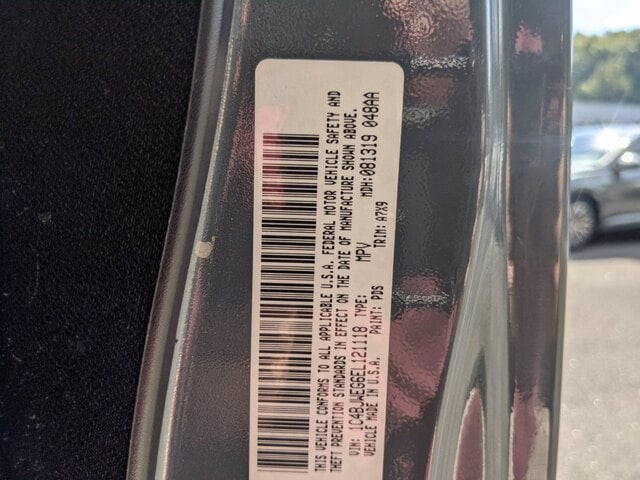 THIS VEHICLE CONFORMS TO ALL APPLICABLE U.S.A. FEDERAL MOTOR VEHICLE SAFETY AND
THEFT PREVENTION STANDARDS IN EFFECT ON THE DATE OF MANUFACTURE SHOWN ABOVE.
VIN: 1C4BJWEG6EL121118 TYPE: MPV MDH:081319 048AA
VEHICLE MADE IN U.S.A. PAINT: PDS TRIM: A7X9